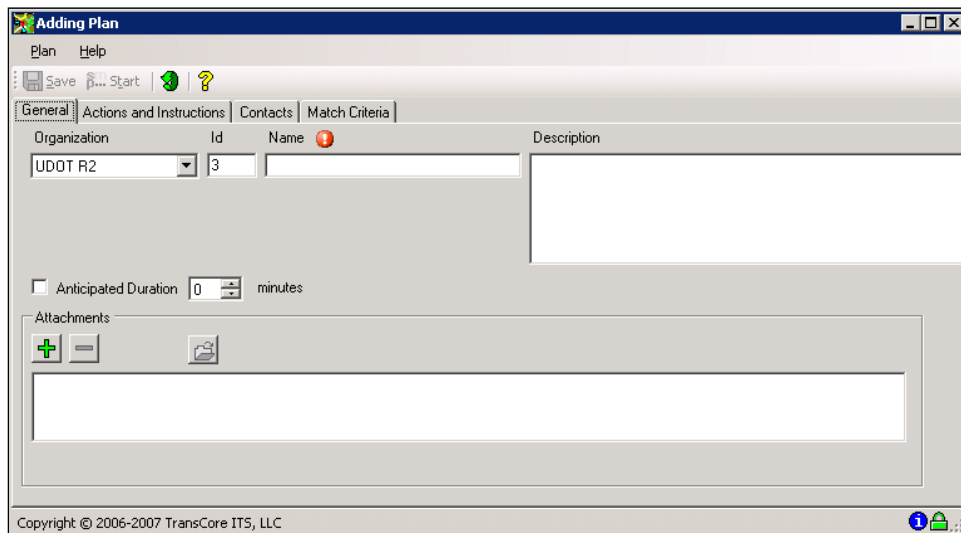 Adding Plan
Plan Help
Save Start
General Actions and Instructions Contacts Match Criteria
Organization Id Name Description
UDOT R2 3
Anticipated Duration 0 minutes
Attachments
Copyright © 2006-2007 TransCore ITS, LLC